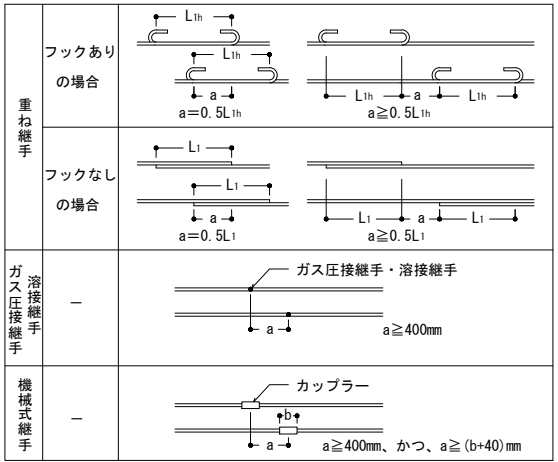 重ね継手
フックあり
の場合
L1h
L1h
a
a＝0.5L1h
L1h
a
L1h
a≧0.5L1h
フックなし
の場合
L1
L1
a
a＝0.5L1
L1
a
L1
a≧0.5L1
ガス圧接継手
溶接継手
－
ガス圧接継手・溶接継手
a
a≧400mm
機械式継手
－
カップラー
b
a
a≧400mm、かつ、a≧(b+40)mm